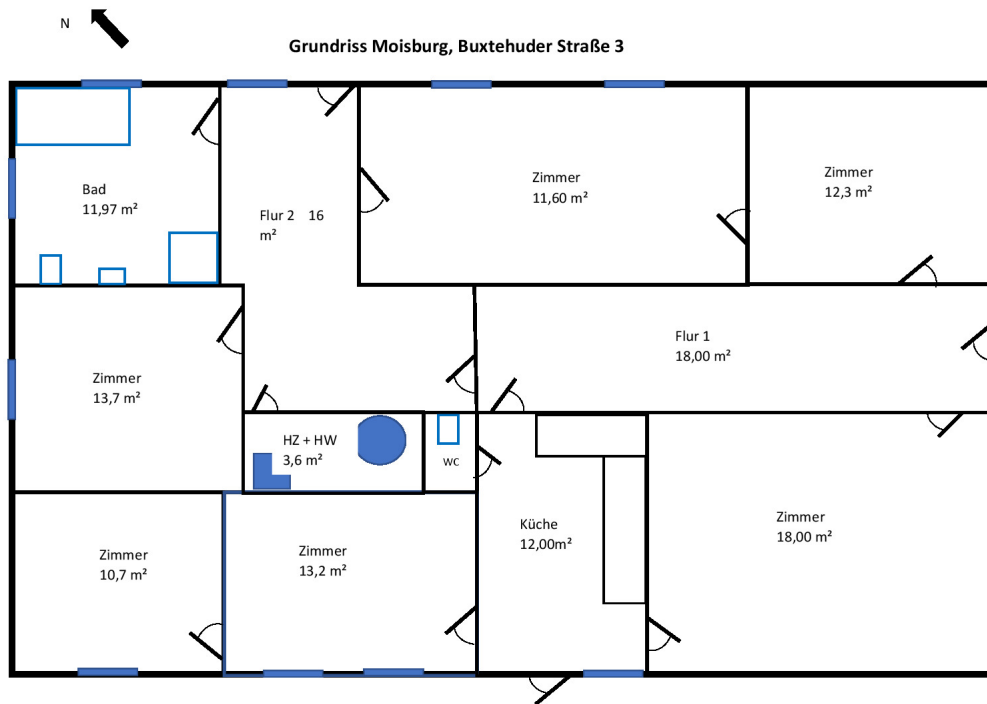 N
Grundriss Moisburg, Buxtehuder Straße 3
Zimmer
11,60 m²
Zimmer
12,3 m²
Bad
11,97 m²
Flur 2 16
m²
Flur 1
18,00 m²
Zimmer
13,7 m²
HZ + HW
3,6 m²
WC
Küche
12,00m²
Zimmer
18,00 m²
Zimmer
10,7 m²
Zimmer
13,2 m²